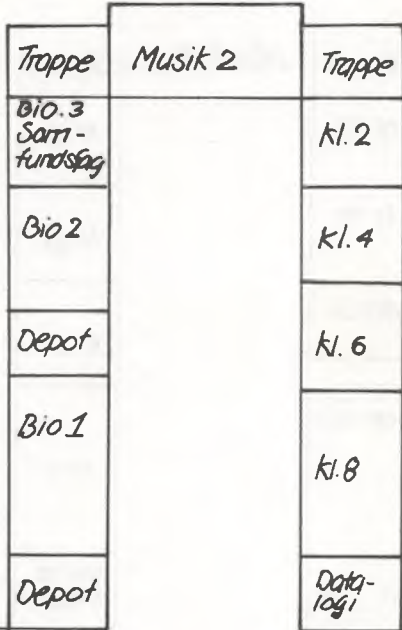 Trappe
Musik 2
Trappe
Bio.3
Sam-
fundsfag
Kl.2
Bio 2
Kl.4
Depot
Kl. 6
Bio 1
Kl.8
Depot
Data-
logi